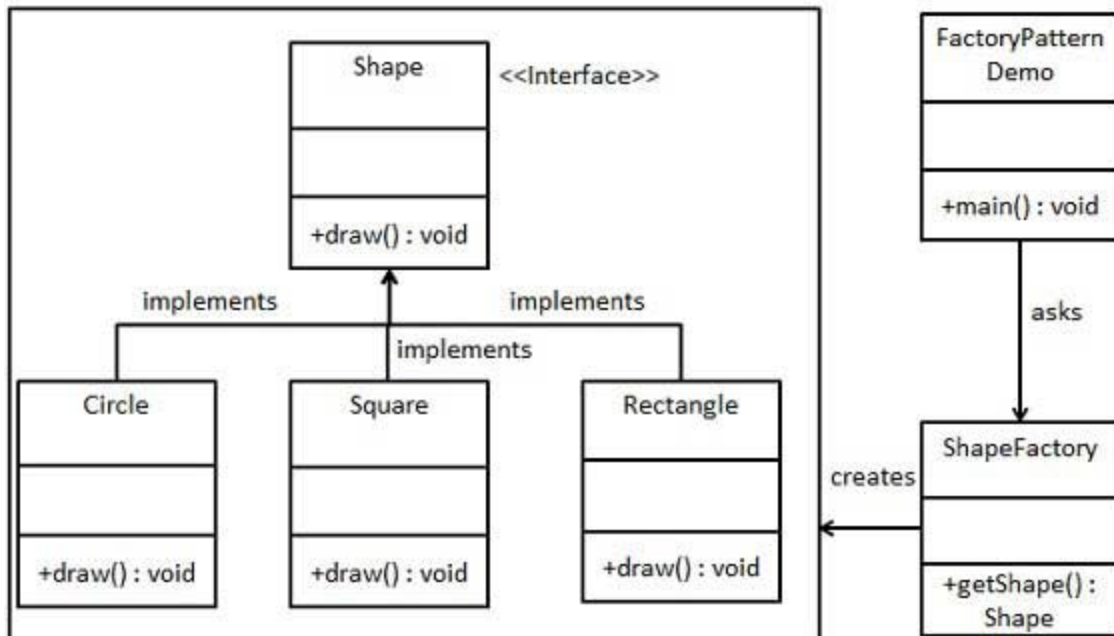 Shape
<<Interface>>
+draw() : void
FactoryPattern
Demo
+main() : void
implements
implements
implements
asks
Circle
+draw() : void
Square
+draw() : void
Rectangle
+draw() : void
creates
ShapeFactory
+getShape() :
Shape